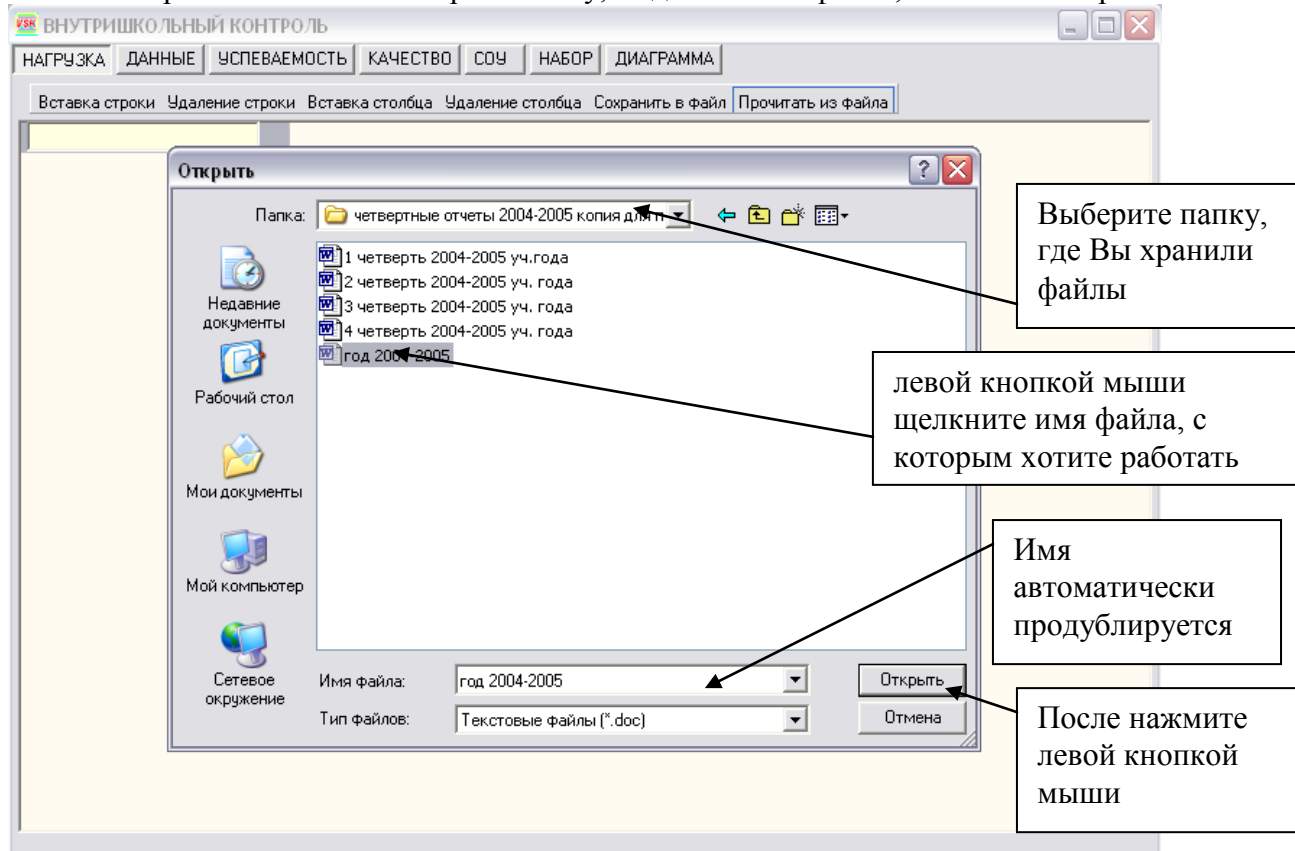 ВНУТРИШКОЛЬНЫЙ КОНТРОЛЬ
НАГРУЗКА ДАННЫЕ УСПЕВАЕМОСТЬ КАЧЕСТВО СОУ НАБОР ДИАГРАММА
Вставка строки Удаление строки Вставка столбца Удаление столбца Сохранить в файл Прочитать из файла
Открыть
Папка: четвертные отчеты 2004-2005 копия для п
1 четверть 2004-2005 уч.года
2 четверть 2004-2005 уч. года
3 четверть 2004-2005 уч. года
4 четверть 2004-2005 уч. года
год 2004-2005
Недавние
документы
Рабочий стол
Мои документы
Мой компьютер
Сетевое
окружение
Имя файла: год 2004-2005 Открыть
Тип файлов: Текстовые файлы (*.doc) Отмена
Выберите папку,
где Вы хранили
файлы
левой кнопкой мыши
щелкните имя файла, с
которым хотите работать
Имя
автоматически
продублируется
После нажмите
левой кнопкой
мыши